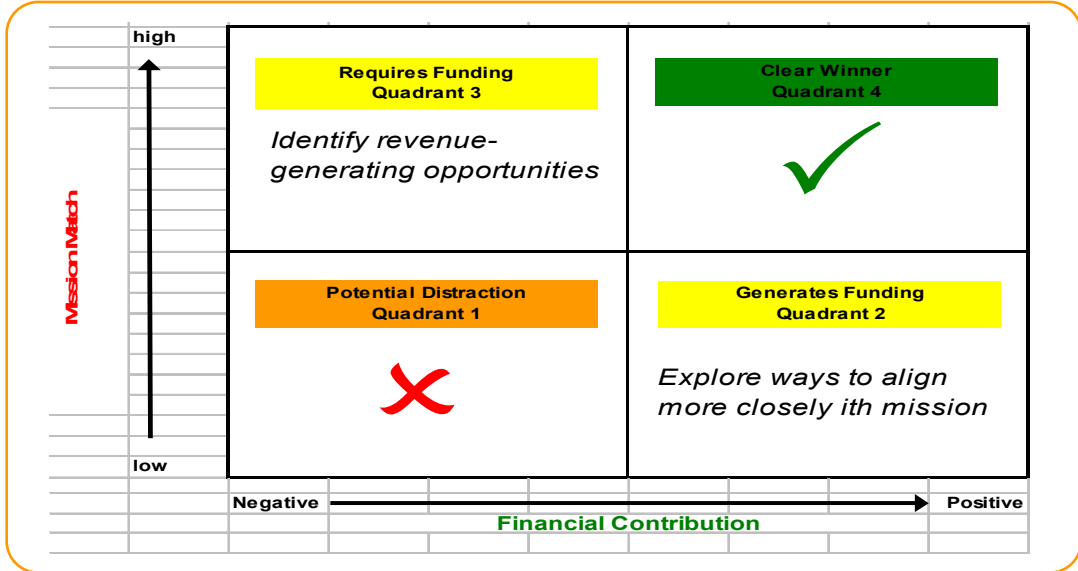 high
Requires Funding
Quadrant 3
Identify revenue-
generating opportunities
Clear Winner
Quadrant 4
Mission Match
Potential Distraction
Quadrant 1
Generates Funding
Quadrant 2
Explore ways to align
more closely ith mission
low
Negative
Positive
Financial Contribution